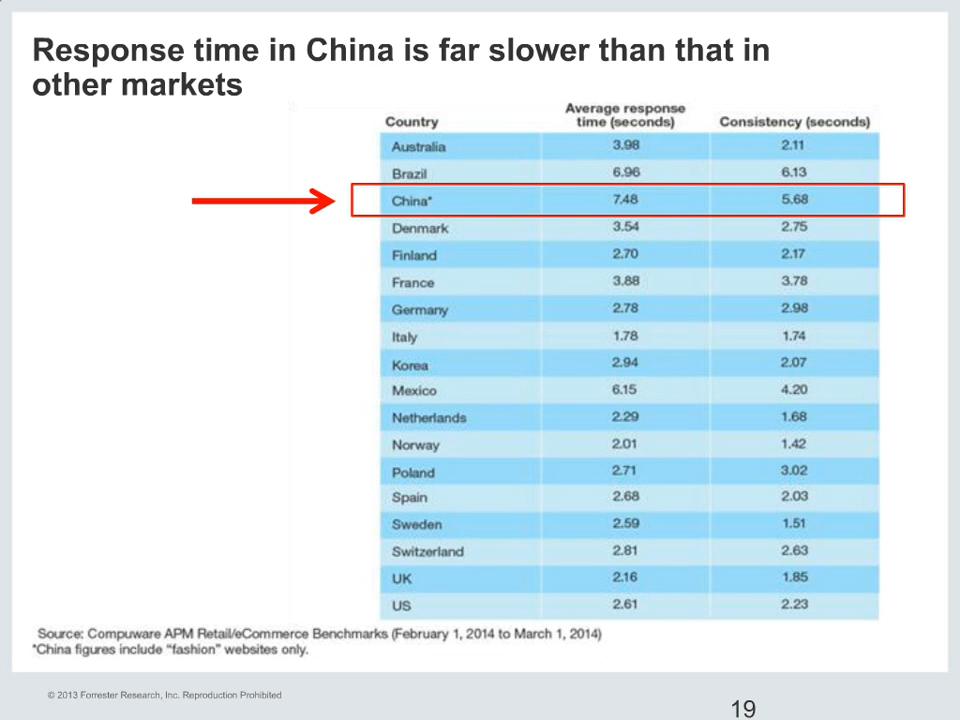 Response time in China is far slower than that in
other markets
Country Average response time (seconds) Consistency (seconds)
Australia 3.98 2.11
Brazil 6.96 6.13
China* 7.48 5.68
Denmark 3.54 2.75
Finland 2.70 2.17
France 3.88 3.78
Germany 2.78 2.98
Italy 1.78 1.74
Korea 2.94 2.07
Mexico 6.15 4.20
Netherlands 2.29 1.68
Norway 2.01 1.42
Poland 2.71 3.02
Spain 2.68 2.03
Sweden 2.59 1.51
Switzerland 2.81 2.63
UK 2.16 1.85
US 2.61 2.23
Source: Compuware APM Retail/eCommerce Benchmarks (February 1, 2014 to March 1, 2014)
*China figures include “fashion” websites only.
© 2013 Forrester Research, Inc. Reproduction Prohibited
19